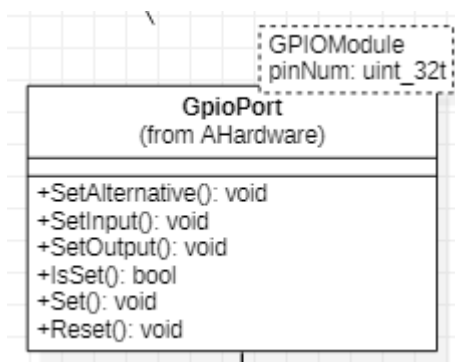 GPIOModule
pinNum: uint_32t
GpioPort
(from AHardware)
+SetAlternative(): void
+SetInput(): void
+SetOutput(): void
+IsSet(): bool
+Set(): void
+Reset(): void